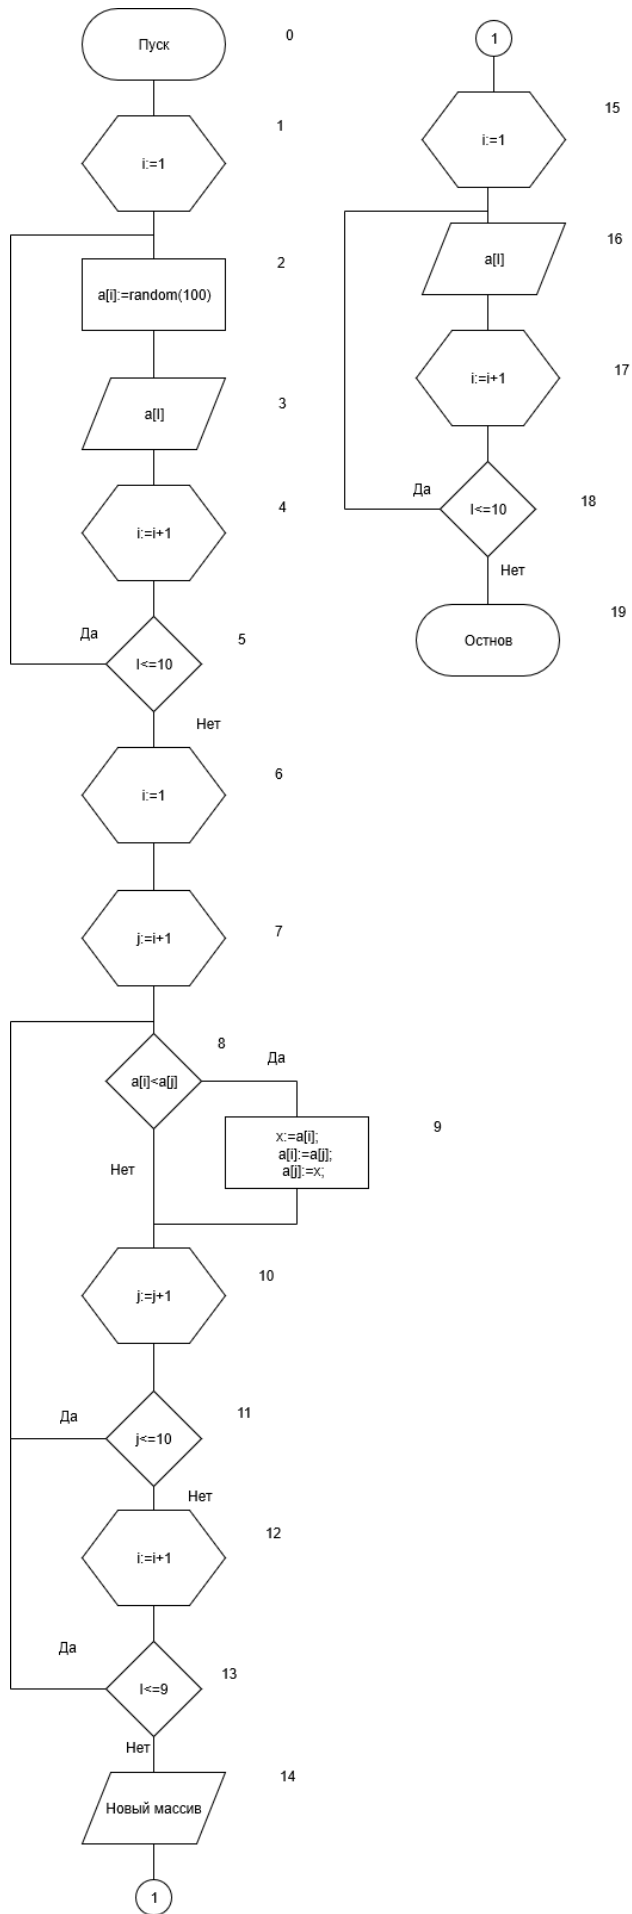 Пуск
0
i:=1
1
a[i]:=random(100)
2
a[I]
3
i:=i+1
4
Да
I<=10
5
Нет
i:=1
6
j:=i+1
7
a[i]<a[j]
8
Да
x:=a[i];
a[i]:=a[j];
a[j]:=x;
9
Нет
j:=j+1
10
Да
j<=10
11
Нет
i:=i+1
12
Да
I<=9
13
Нет
Новый массив
14
1
1
i:=1
15
a[I]
16
i:=i+1
17
Да
I<=10
18
Нет
Остнов
19